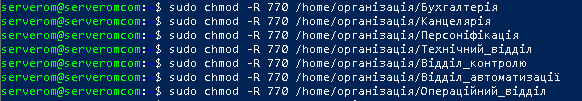 serverom@serveromcom:~$ sudo chmod -R 770 /home/організація/Бухгалтерія
serverom@serveromcom:~$ sudo chmod -R 770 /home/організація/Канцелярія
serverom@serveromcom:~$ sudo chmod -R 770 /home/організація/Персоніфікація
serverom@serveromcom:~$ sudo chmod -R 770 /home/організація/Технічний_відділ
serverom@serveromcom:~$ sudo chmod -R 770 /home/організація/Відділ_контролю
serverom@serveromcom:~$ sudo chmod -R 770 /home/організація/Відділ_автоматизації
serverom@serveromcom:~$ sudo chmod -R 770 /home/організація/Операційний_відділ